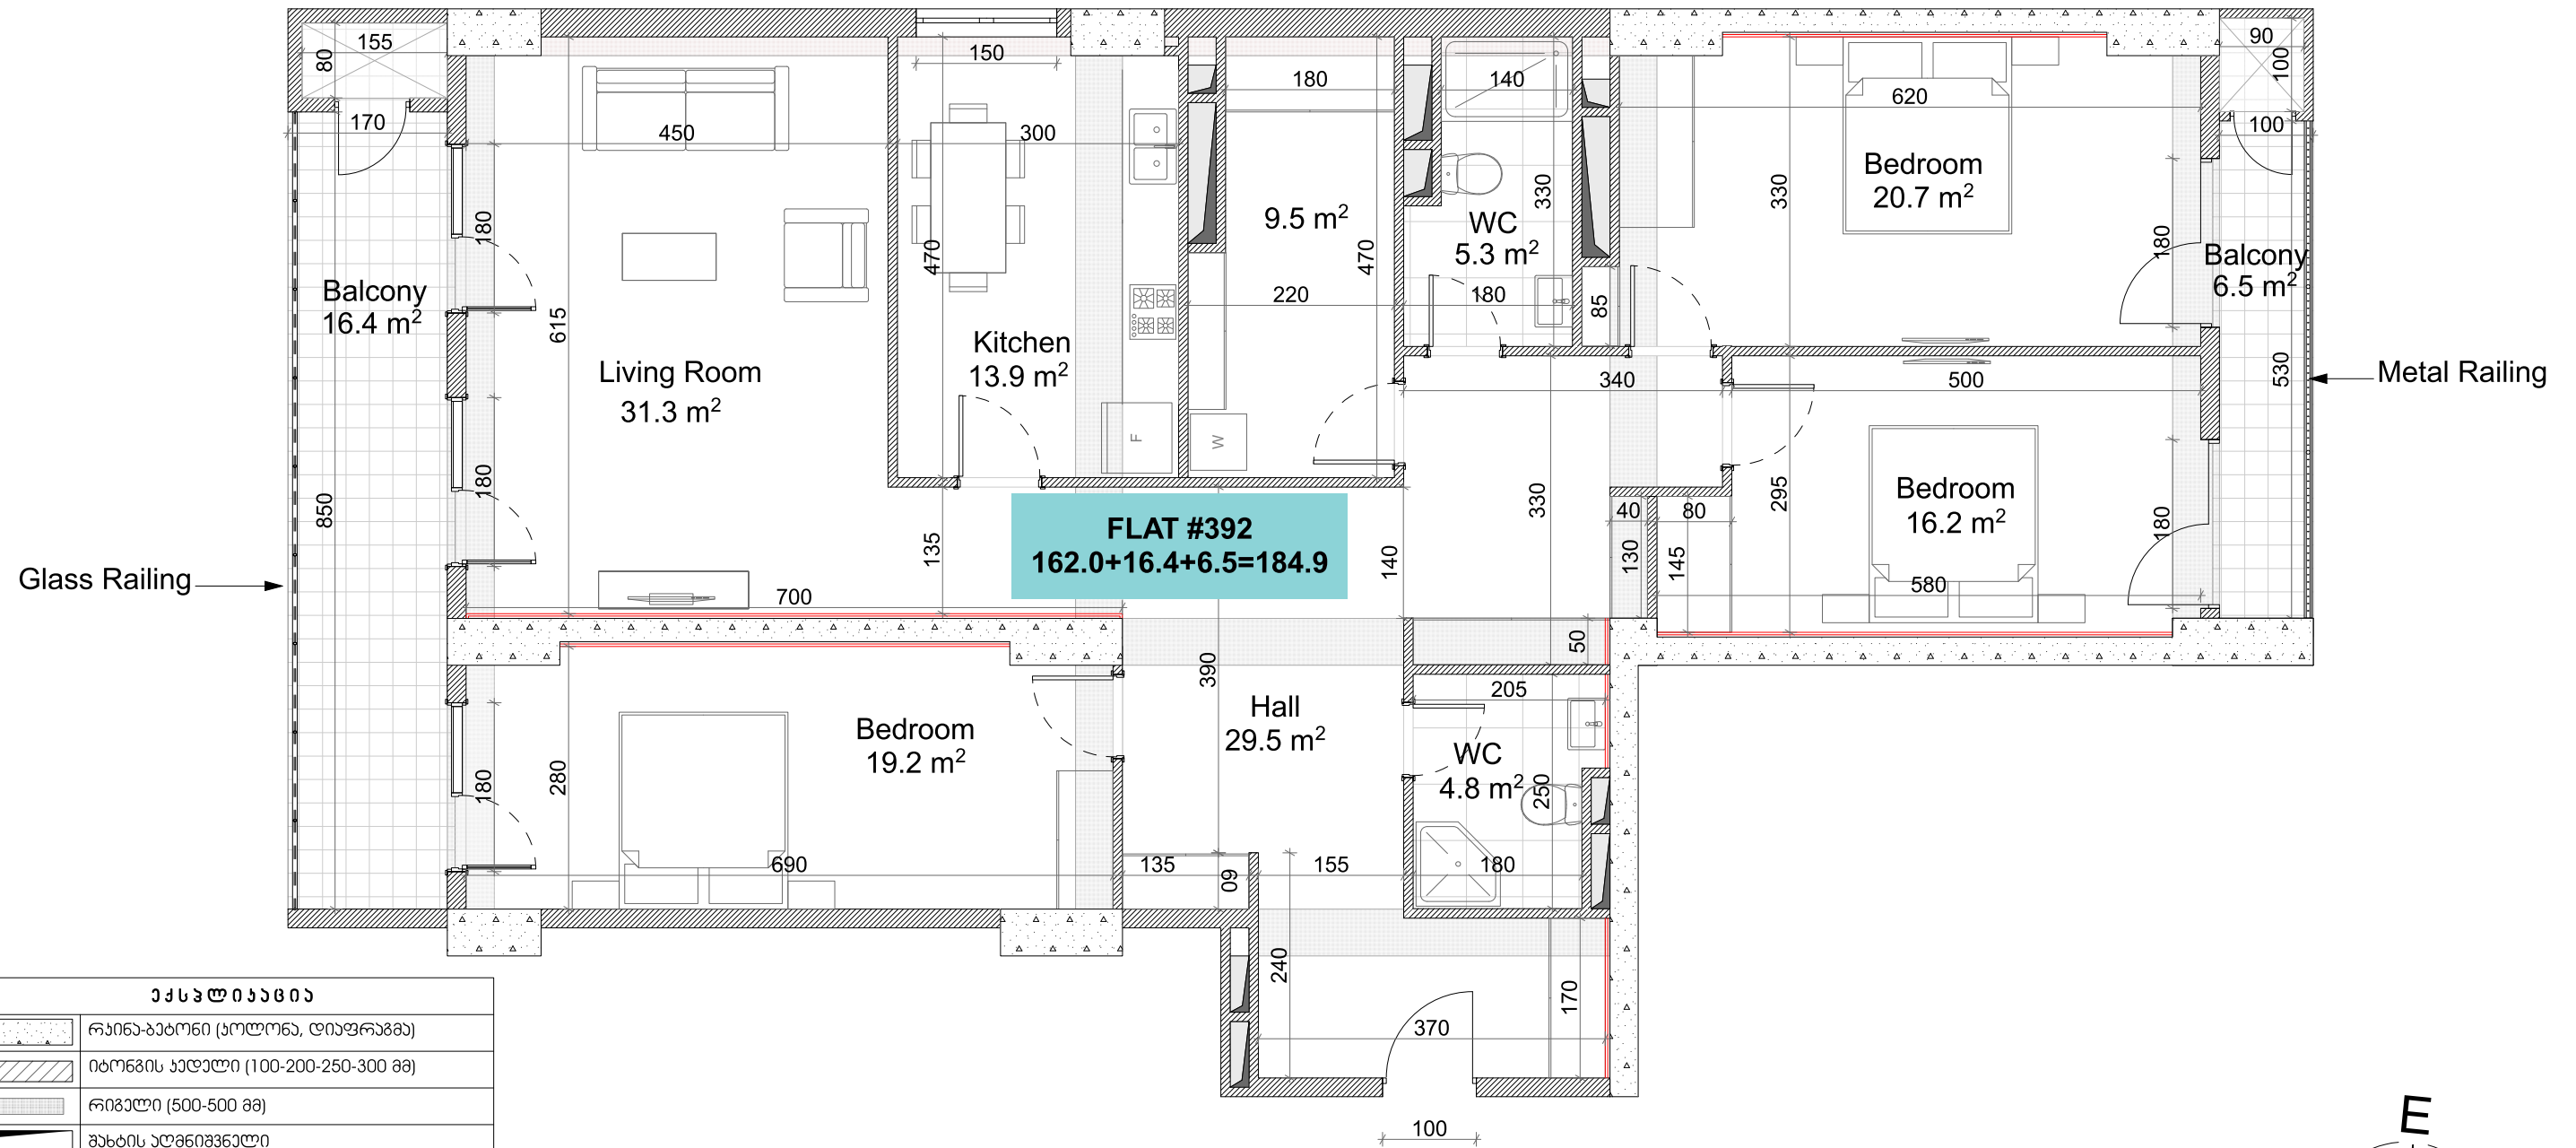 155
80
150
180
140
620
90
100
170
450
300
100
180
470
9.5 m²
470
330
WC
5.3 m²
330
Bedroom
20.7 m²
180
Balcony
6.5 m²
Balcony
16.4 m²
615
220
180
85
Kitchen
13.9 m²
Living Room
31.3 m²
340
500
530
Metal Railing
F
W
180
850
135
FLAT #392
162.0+16.4+6.5=184.9
140
330
40
80
295
Bedroom
16.2 m²
180
130
145
Glass Railing
700
580
50
390
205
Hall
29.5 m²
Bedroom
19.2 m²
280
180
WC
4.8 m²
250
690
135
60
155
180
240
170
370
100
ექსპლიკაცია
რკინა-ბეტონი (კოლონა, დიაფრაგმა)
იტონგის კედელი (100-200-250-300 მმ)
რიგელი (500-500 მმ)
შახტის აღმნიშვნელი
E